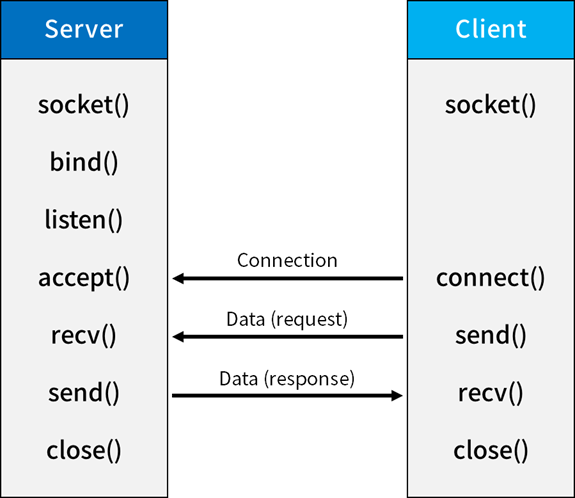 Server
Client
socket()
socket()
bind()
listen()
Connection
accept()
connect()
Data (request)
recv()
send()
Data (response)
send()
recv()
close()
close()